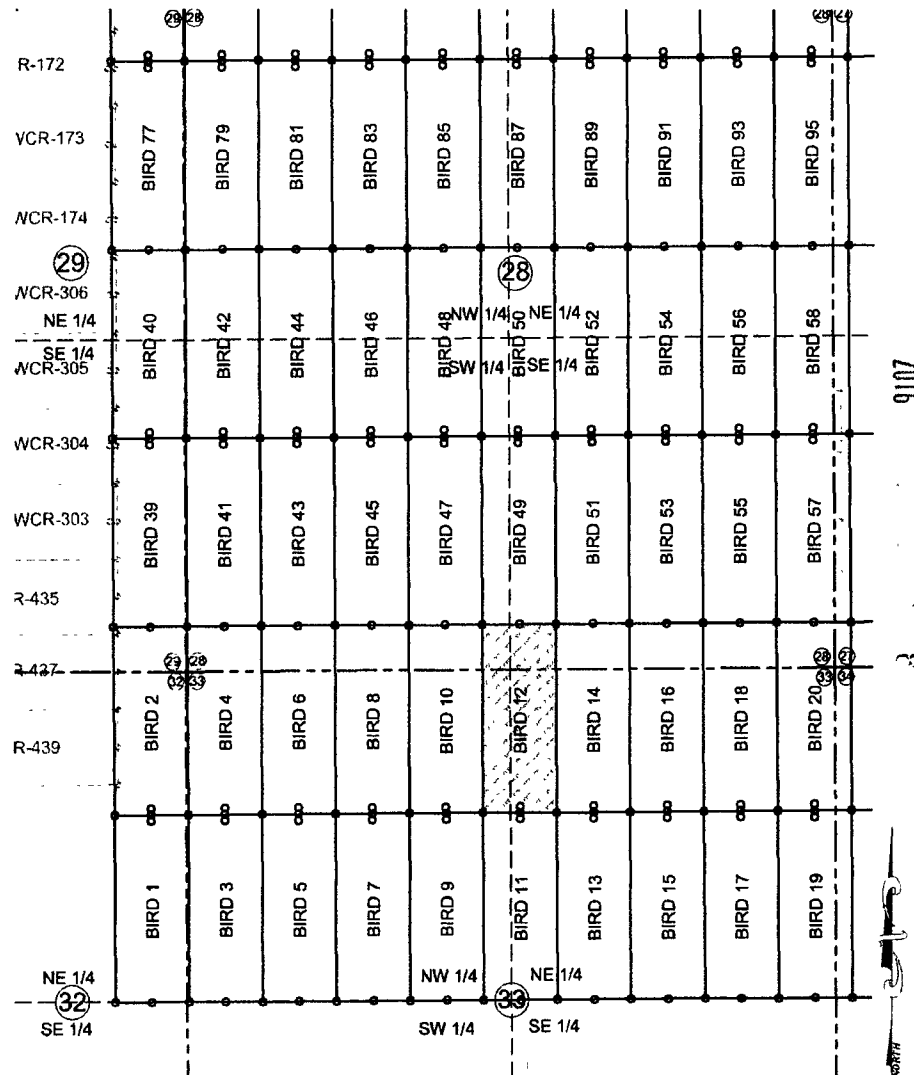 29 28 28 27
R-172
VCR-173
BIRD 77 BIRD 79 BIRD 81 BIRD 83 BIRD 85 BIRD 87 BIRD 89 BIRD 91 BIRD 93 BIRD 95
WCR-174
29 28
WCR-306
NE 1/4 NW 1/4 NE 1/4
BIRD 40 BIRD 42 BIRD 44 BIRD 46 BIRD 48 BIRD 50 BIRD 52 BIRD 54 BIRD 56 BIRD 58
SE 1/4 SW 1/4 SE 1/4
WCR-305
WCR-304
WCR-303
BIRD 39 BIRD 41 BIRD 43 BIRD 45 BIRD 47 BIRD 49 BIRD 51 BIRD 53 BIRD 55 BIRD 57
R-435
29 28 28 27
R-437
32 33 33 34
BIRD 2 BIRD 4 BIRD 6 BIRD 8 BIRD 10 BIRD 12 BIRD 14 BIRD 16 BIRD 18 BIRD 20
R-439
BIRD 1 BIRD 3 BIRD 5 BIRD 7 BIRD 9 BIRD 11 BIRD 13 BIRD 15 BIRD 17 BIRD 19
NE 1/4 NW 1/4 NE 1/4
32 33
SE 1/4 SW 1/4 SE 1/4
NORTH